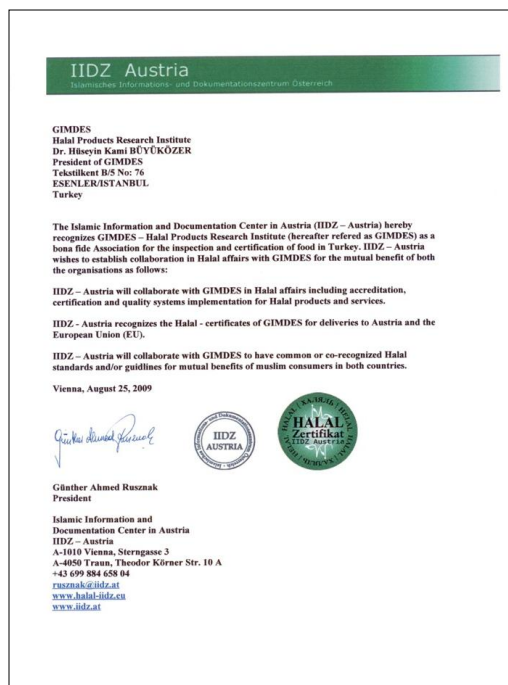 IIDZ Austria
Islamisches Informations- und Dokumentationszentrum Österreich
GIMDES
Halal Products Research Institute
Dr. Hüseyin Kami BÜYÜKÖZER
President of GIMDES
Tekstilkent B/5 No: 76
ESENLER/ISTANBUL
Turkey
The Islamic Information and Documentation Center in Austria (IIDZ – Austria) hereby
recognizes GIMDES – Halal Products Research Institute (hereafter refered as GIMDES) as a
bona fide Association for the inspection and certification of food in Turkey. IIDZ – Austria
wishes to establish collaboration in Halal affairs with GIMDES for the mutual benefit of both
the organisations as follows:
IIDZ – Austria will collaborate with GIMDES in Halal affairs including accreditation,
certification and quality systems implementation for Halal products and services.
IIDZ - Austria recognizes the Halal - certificates of GIMDES for deliveries to Austria and the
European Union (EU).
IIDZ – Austria will collaborate with GIMDES to have common or co-recognized Halal
standards and/or guidlines for mutual benefits of muslim consumers in both countries.
Vienna, August 25, 2009
IIDZ
AUSTRIA
HALAL
Zertifikat
IIDZ Austria
Günther Ahmed Rusznak
President
Islamic Information and
Documentation Center in Austria
IIDZ – Austria
A-1010 Vienna, Sterngasse 3
A-4050 Traun, Theodor Körner Str. 10 A
+43 699 884 658 04
rusznak@iidz.at
www.halal-iidz.eu
www.iidz.at